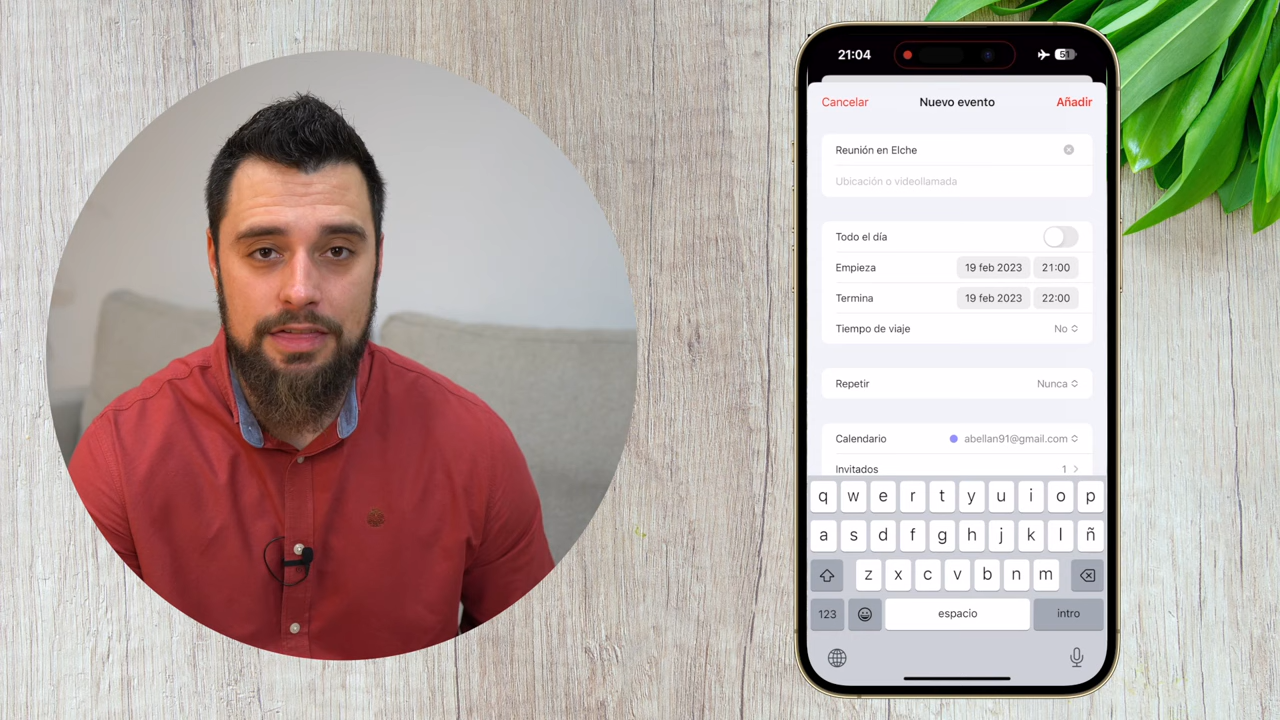 21:04
51
Cancelar Nuevo evento Añadir
Reunión en Elche
Ubicación o videollamada
Todo el día
Empieza 19 feb 2023 21:00
Termina 19 feb 2023 22:00
Tiempo de viaje No
Repetir Nunca
Calendario abellan91@gmail.com
Invitados 1
q w e r t y u i o p
a s d f g h j k l ñ
z x c v b n m
123 espacio intro